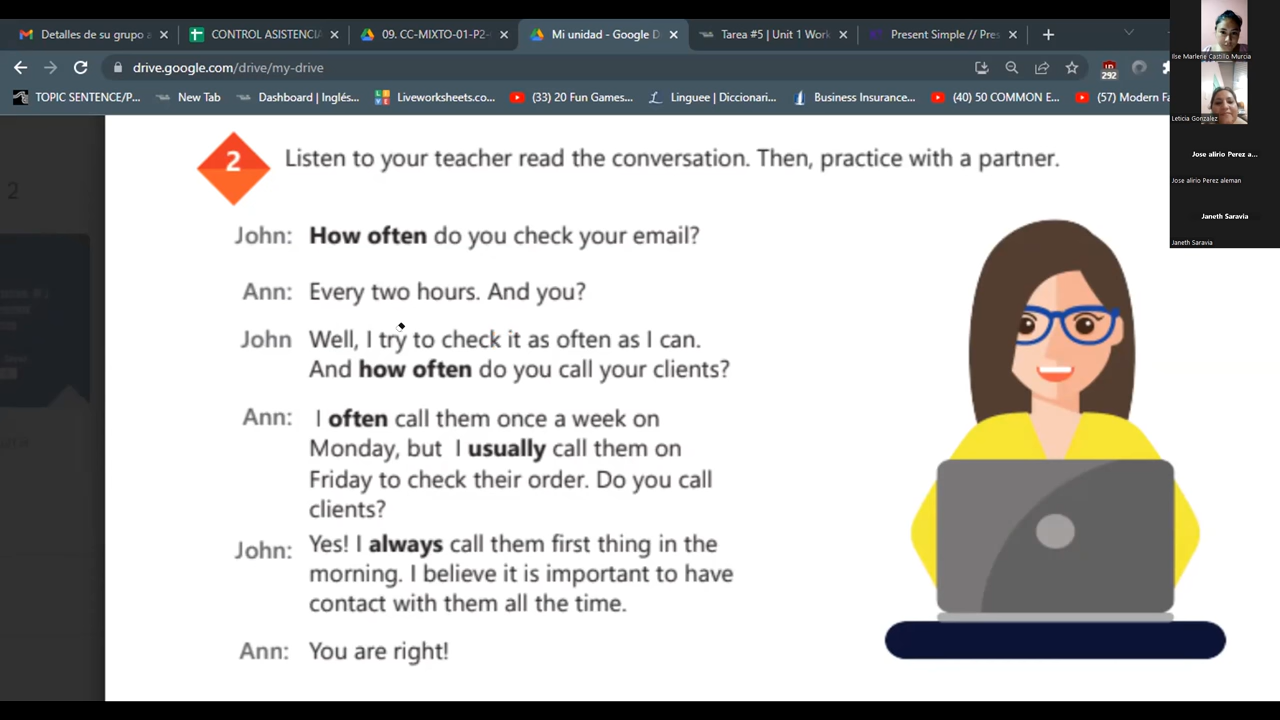 Detalles de su grupo a
CONTROL ASISTENCIA
09. CC-MIXTO-01-P2-
Mi unidad - Google D
Tarea #5 | Unit 1 Work
Present Simple // Pres
drive.google.com/drive/my-drive
292
TOPIC SENTENCE/P...
New Tab
Dashboard | Inglés...
Liveworksheets.co...
(33) 20 Fun Games...
Linguee | Diccionari...
Business Insurance...
(40) 50 COMMON E...
(57) Modern Fa
Ilse Marlene Castillo Murcia
Leticia Gonzalez
Jose alirio Perez a...
Jose alirio Perez aleman
Janeth Saravia
Janeth Saravia
2
2 Listen to your teacher read the conversation. Then, practice with a partner.
John: How often do you check your email?
Ann: Every two hours. And you?
John Well, I try to check it as often as I can.
And how often do you call your clients?
Ann: I often call them once a week on
Monday, but I usually call them on
Friday to check their order. Do you call
clients?
John: Yes! I always call them first thing in the
morning. I believe it is important to have
contact with them all the time.
Ann: You are right!